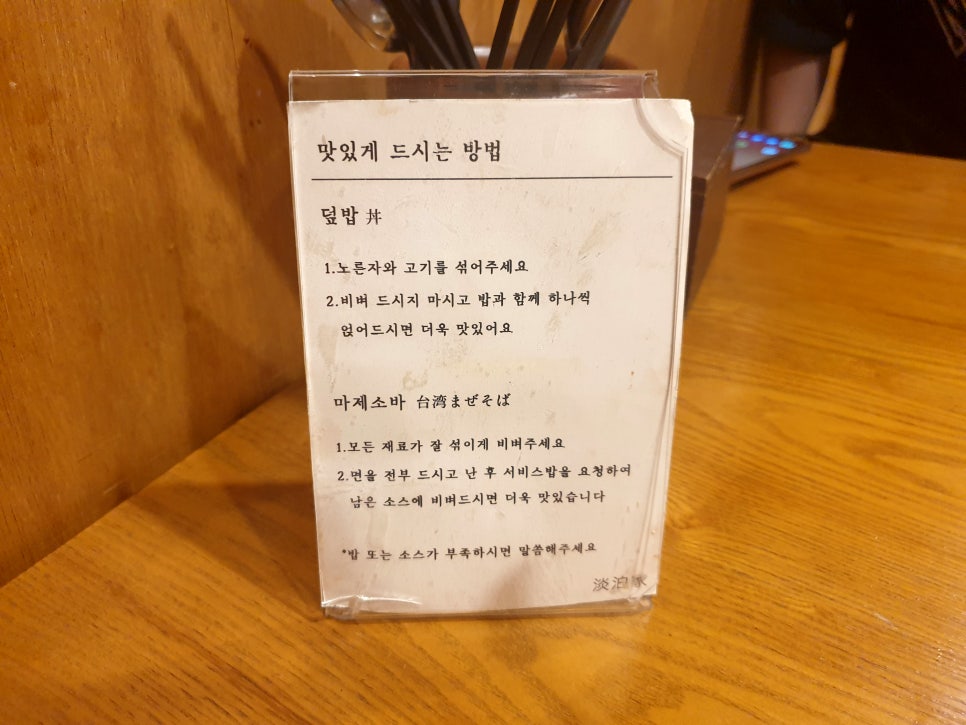 맛있게 드시는 방법
덮밥 丼
1.노른자와 고기를 섞어주세요
2.비벼 드시지 마시고 밥과 함께 하나씩
얹어드시면 더욱 맛있어요
마제소바 台湾まぜそば
1.모든 재료가 잘 섞이게 비벼주세요
2.면을 전부 드시고 난 후 서비스밥을 요청하여
남은 소스에 비벼드시면 더욱 맛있습니다
*밥 또는 소스가 부족하시면 말씀해주세요
淡泊